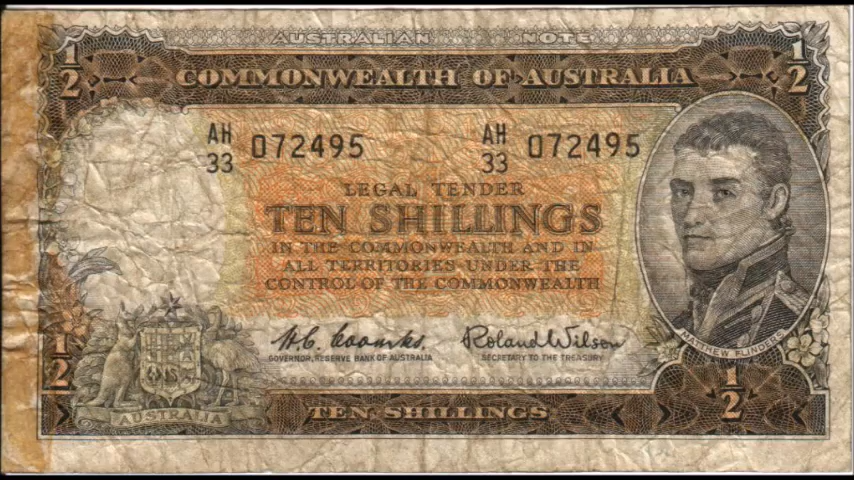 AUSTRALIAN NOTE
1/2 COMMONWEALTH OF AUSTRALIA 1/2
AH 33 072495 AH 33 072495
LEGAL TENDER
TEN SHILLINGS
IN THE COMMONWEALTH AND IN
ALL TERRITORIES UNDER THE
CONTROL OF THE COMMONWEALTH
H.C. Coombs. Roland Wilson
GOVERNOR, RESERVE BANK OF AUSTRALIA SECRETARY TO THE TREASURY
MATTHEW FLINDERS
1/2 1/2
AUSTRALIA
TEN SHILLINGS